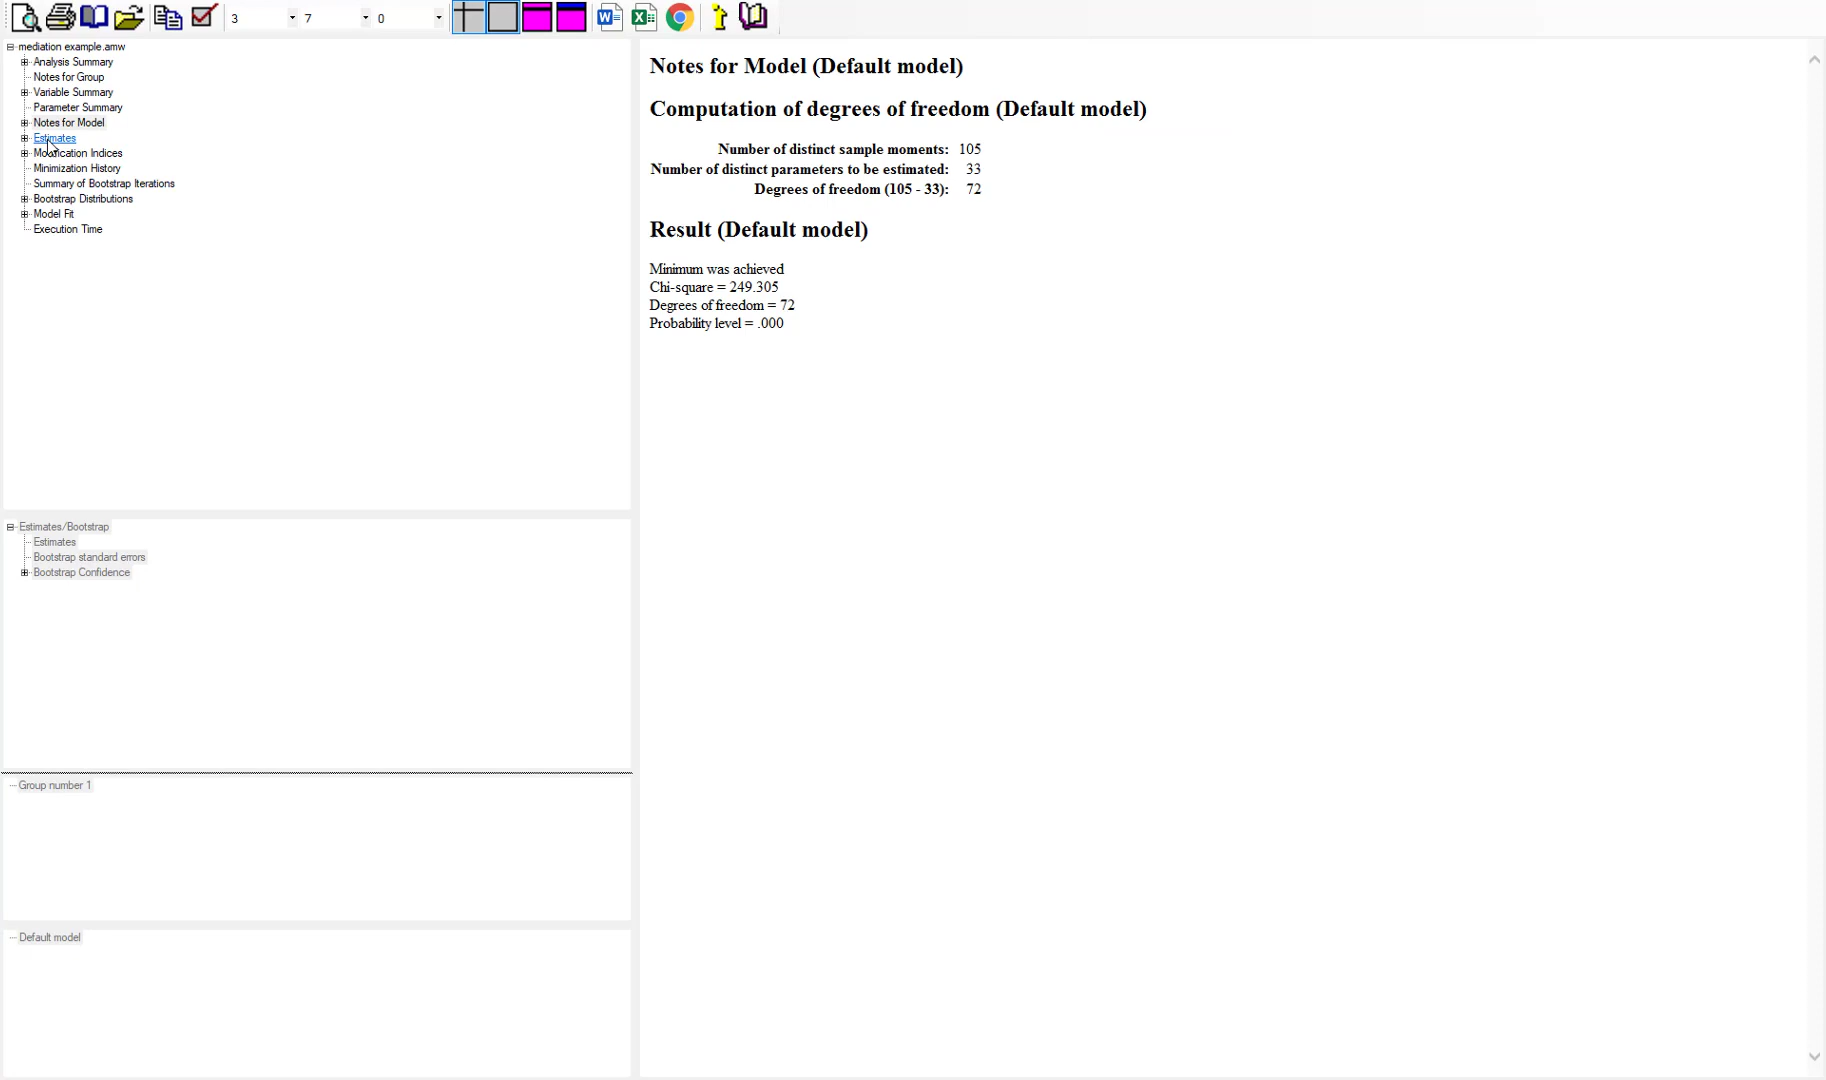 3 7 0
mediation example.amw
Analysis Summary
Notes for Group
Variable Summary
Parameter Summary
Notes for Model
Estimates
Modification Indices
Minimization History
Summary of Bootstrap Iterations
Bootstrap Distributions
Model Fit
Execution Time
Estimates/Bootstrap
Estimates
Bootstrap standard errors
Bootstrap Confidence
Group number 1
Default model
Notes for Model (Default model)
Computation of degrees of freedom (Default model)
Number of distinct sample moments: 105
Number of distinct parameters to be estimated: 33
Degrees of freedom (105 - 33): 72
Result (Default model)
Minimum was achieved
Chi-square = 249.305
Degrees of freedom = 72
Probability level = .000